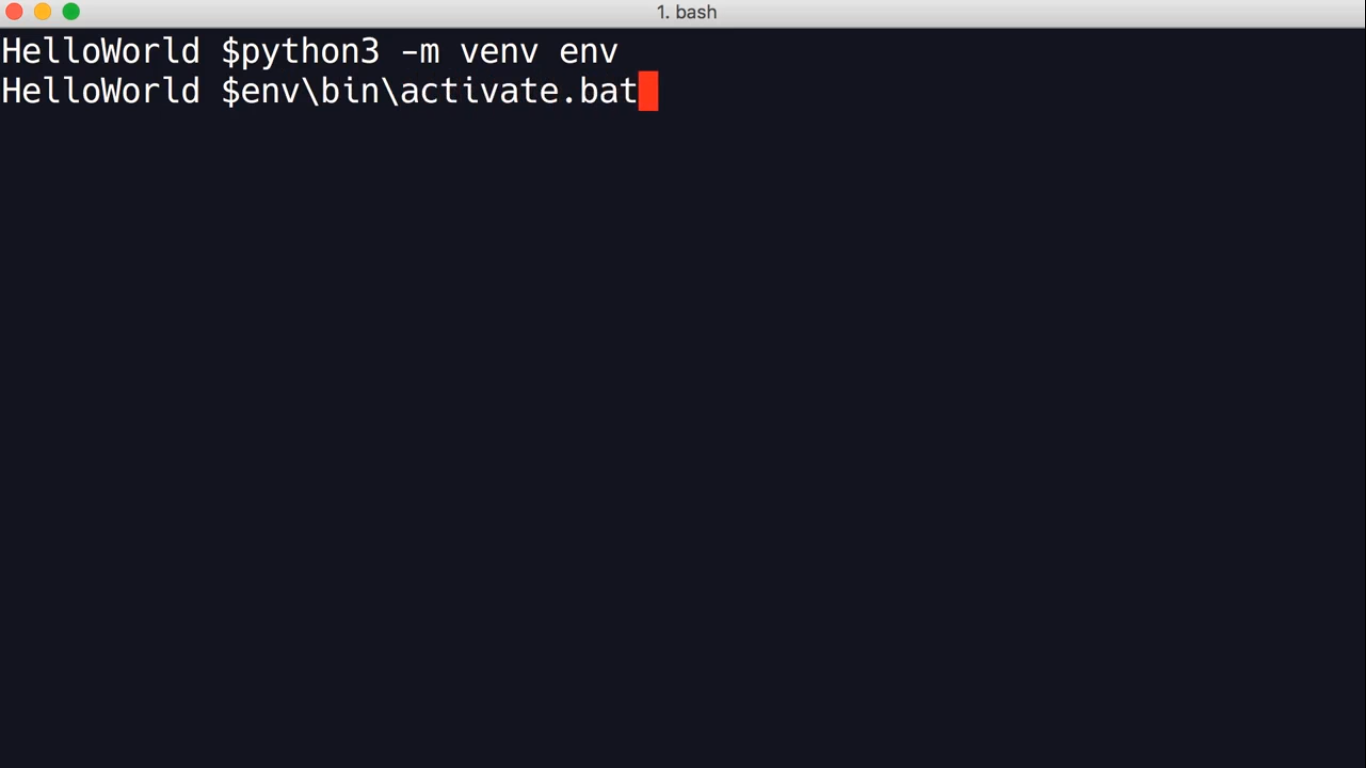 1. bash
HelloWorld $python3 -m venv env
HelloWorld $env\bin\activate.bat